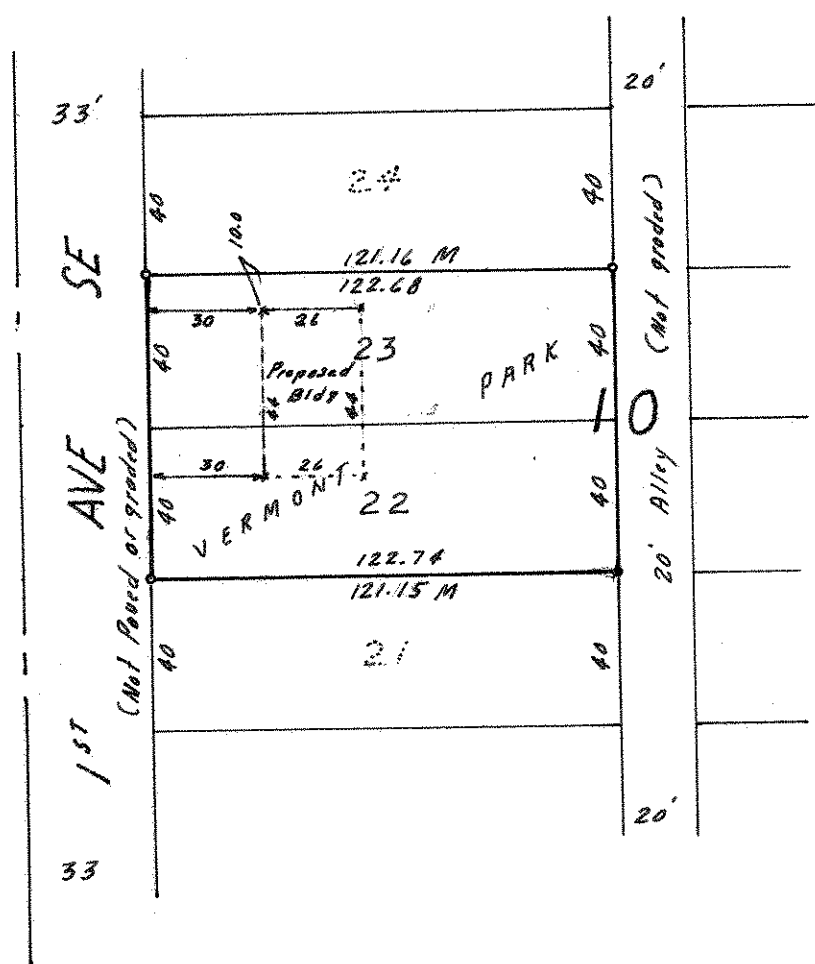 33'
20'
24
40
40
10.0
(Not graded)
SE
121.16 M
122.68
30
26
23
40
40
Proposed
Bldg
PARK
44
44
10
30
26
AVE
(Not Paved or graded)
40
40
VERMONT
22
20' Alley
122.74
121.15 M
40
40
21
1ST
20'
33